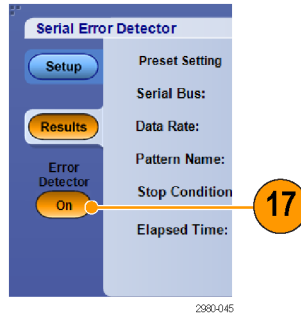 Serial Error Detector
Setup
Preset Setting
Serial Bus:
Results
Data Rate:
Pattern Name:
Error
Detector
On
Stop Condition
17
Elapsed Time:
2980-045